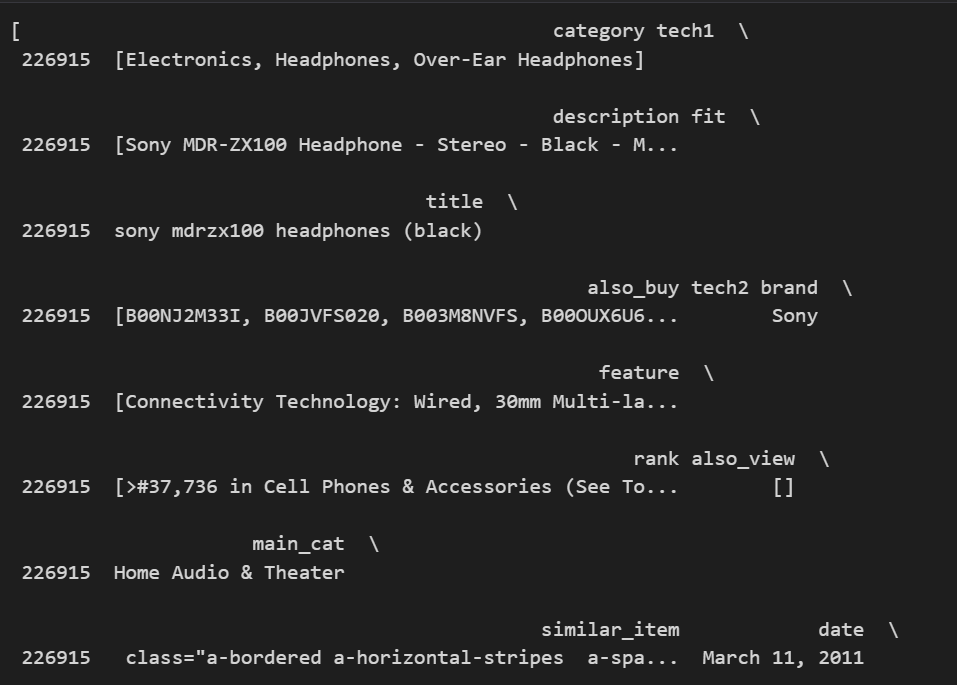 [ category tech1 \
226915 [Electronics, Headphones, Over-Ear Headphones]
description fit \
226915 [Sony MDR-ZX100 Headphone - Stereo - Black - M...
title \
226915 sony mdrzx100 headphones (black)
also_buy tech2 brand \
226915 [B00NJ2M33I, B00JVFS020, B003M8NVFS, B00OUX6U6... Sony
feature \
226915 [Connectivity Technology: Wired, 30mm Multi-la...
rank also_view \
226915 [>#37,736 in Cell Phones & Accessories (See To... []
main_cat \
226915 Home Audio & Theater
similar_item date \
226915 class="a-bordered a-horizontal-stripes a-spa... March 11, 2011